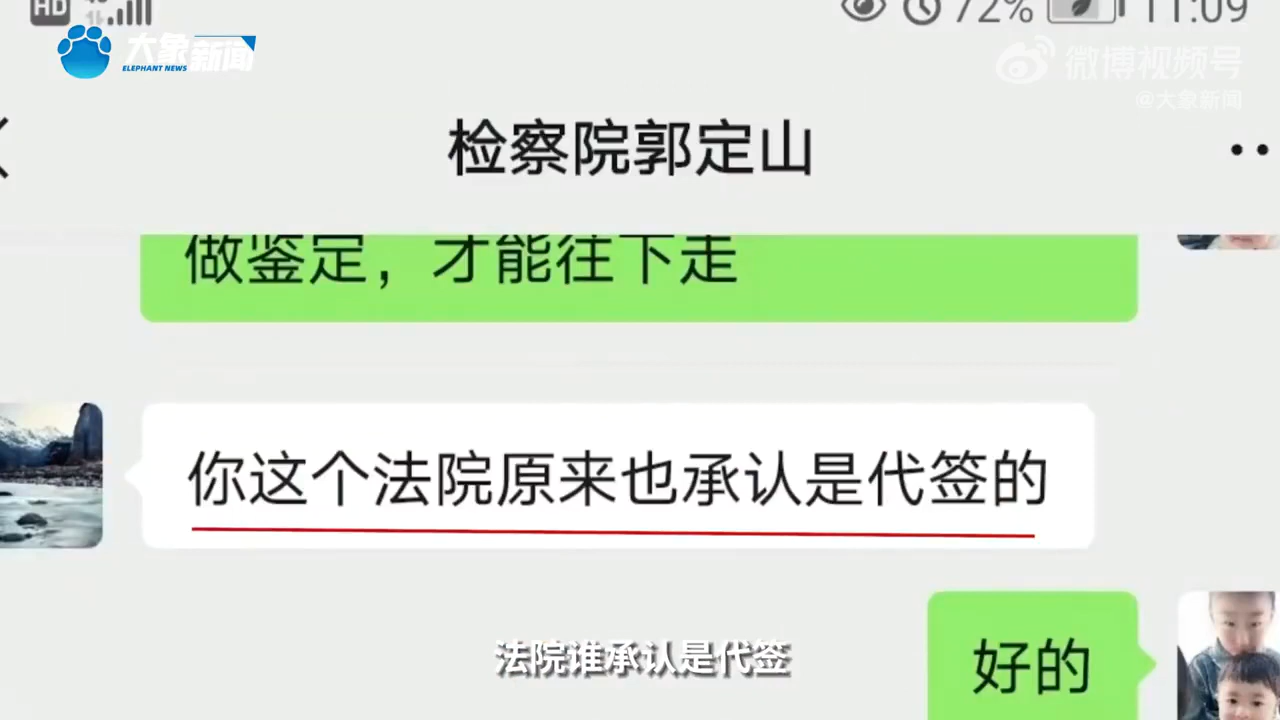 HD
72%
11:09
大象新闻
ELEPHANT NEWS
微博视频号
@大象新闻
检察院郭定山
做鉴定，才能往下走
你这个法院原来也承认是代签的
法院谁承认是代签
好的